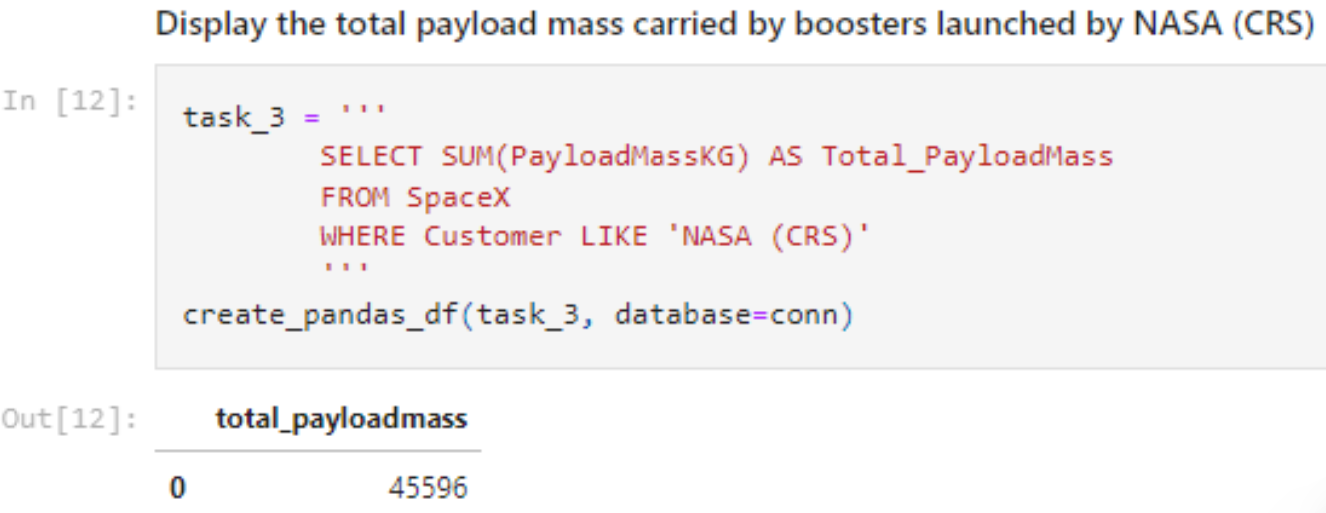 Display the total payload mass carried by boosters launched by NASA (CRS)
In [12]:
task_3 = '''
SELECT SUM(PayloadMassKG) AS Total_PayloadMass
FROM SpaceX
WHERE Customer LIKE 'NASA (CRS)'
'''
create_pandas_df(task_3, database=conn)
Out[12]:
total_payloadmass
0 45596